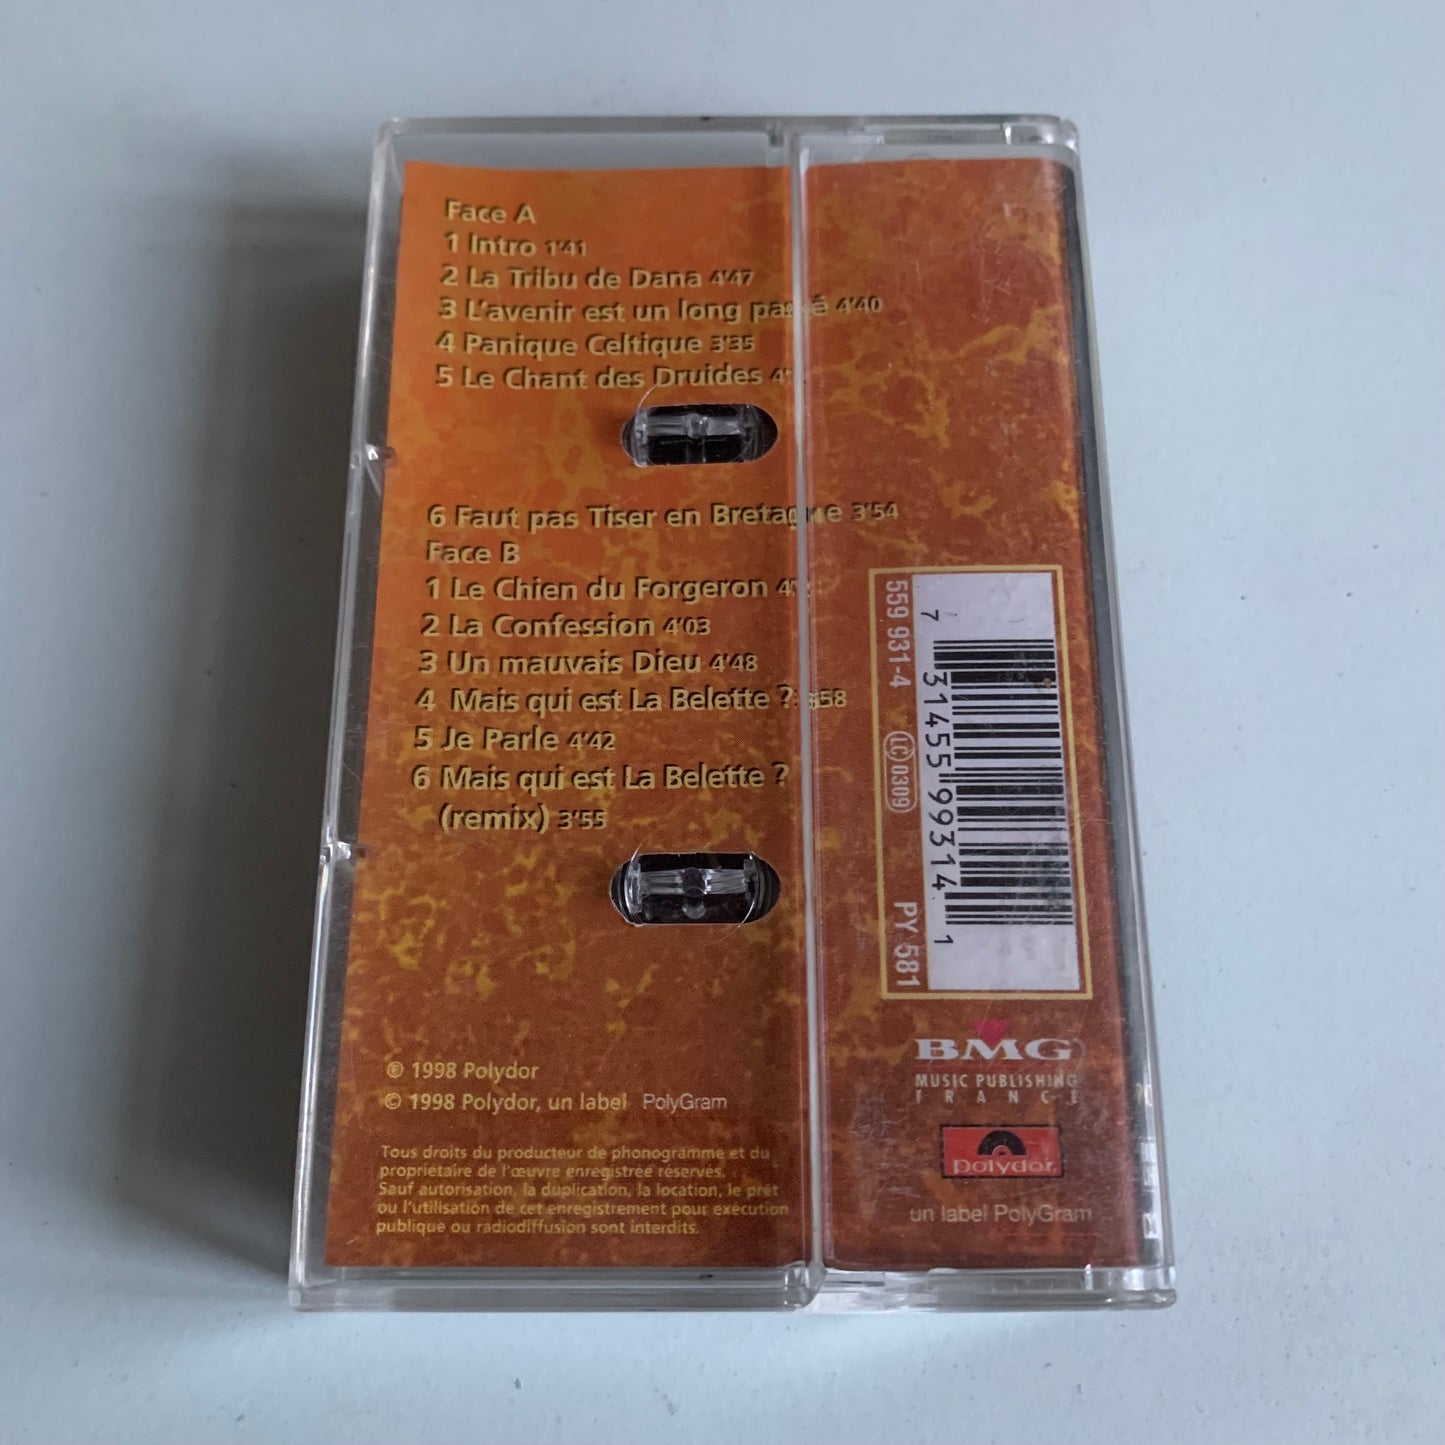 Face A
1 Intro 1'41
2 La Tribu de Dana 4'47
3 L'avenir est un long passé 4'40
4 Panique Celtique 3'35
5 Le Chant des Druides
6 Faut pas Tiser en Bretagne 3'54
Face B
1 Le Chien du Forgeron
2 La Confession 4'03
3 Un mauvais Dieu 4'48
4 Mais qui est La Belette ?
5 Je Parle 4'42
6 Mais qui est La Belette ?
(remix) 3'55
℗ 1998 Polydor
© 1998 Polydor, un label PolyGram
Tous droits du producteur de phonogramme et du
proprietaire de l'œuvre enregistrée réservés.
Sauf autorisation, la duplication, la location, le prêt
ou l'utilisation de cet enregistrement pour exécution
publique ou radiodiffusion sont interdits.
559 931-4
LC 0309
PY 581
7 31455 99314 1
BMG
MUSIC PUBLISHING
FRANCE
Polydor
un label PolyGram